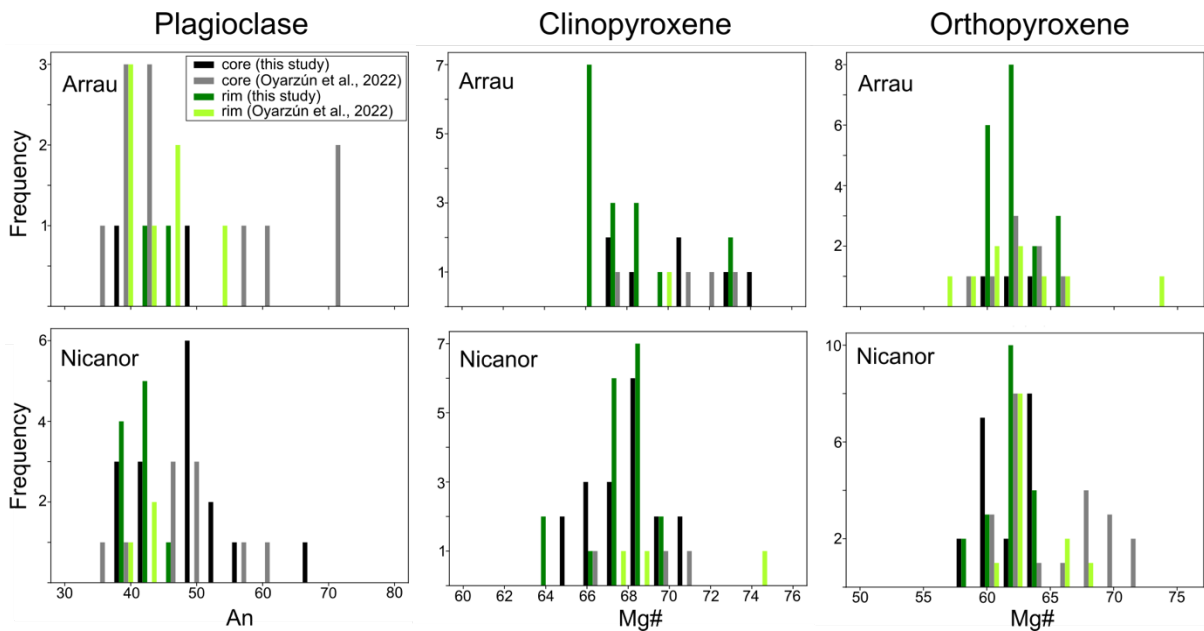 Plagioclase
Clinopyroxene
Orthopyroxene
Arrau
core (this study)
core (Oyarzún et al., 2022)
rim (this study)
rim (Oyarzún et al., 2022)
Frequency
3
2
1
Arrau
7
5
3
1
Arrau
8
6
4
2
Nicanor
Frequency
6
4
2
30 40 50 60 70 80
An
Nicanor
7
5
3
1
60 62 64 66 68 70 72 74 76
Mg#
Nicanor
10
6
2
50 55 60 65 70 75
Mg#